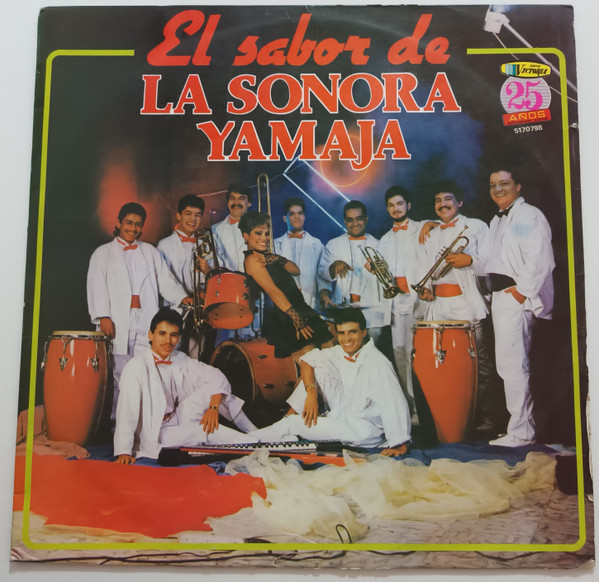 El sabor de
LA SONORA
YAMAJA
VICTORIA
25
AÑOS
5170798